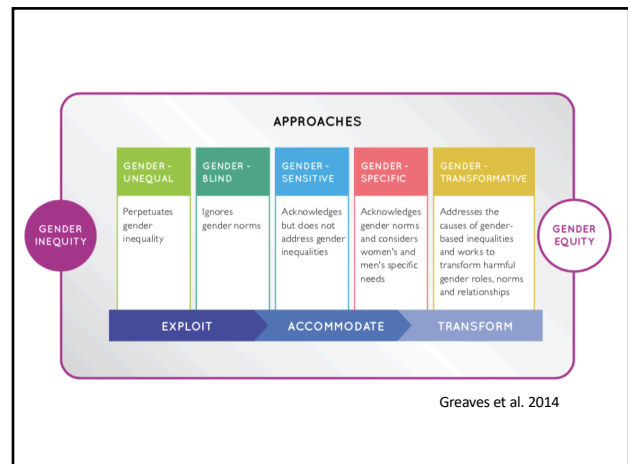 APPROACHES
GENDER -
UNEQUAL
Perpetuates
gender
inequality
GENDER -
BLIND
Ignores
gender norms
GENDER -
SENSITIVE
Acknowledges
but does not
address gender
inequalities
GENDER -
SPECIFIC
Acknowledges
gender norms
and considers
women's and
men's specific
needs
GENDER -
TRANSFORMATIVE
Addresses the
causes of gender-
based inequalities
and works to
transform harmful
gender roles, norms
and relationships
GENDER
INEQUITY
GENDER
EQUITY
EXPLOIT
ACCOMMODATE
TRANSFORM
Greaves et al. 2014